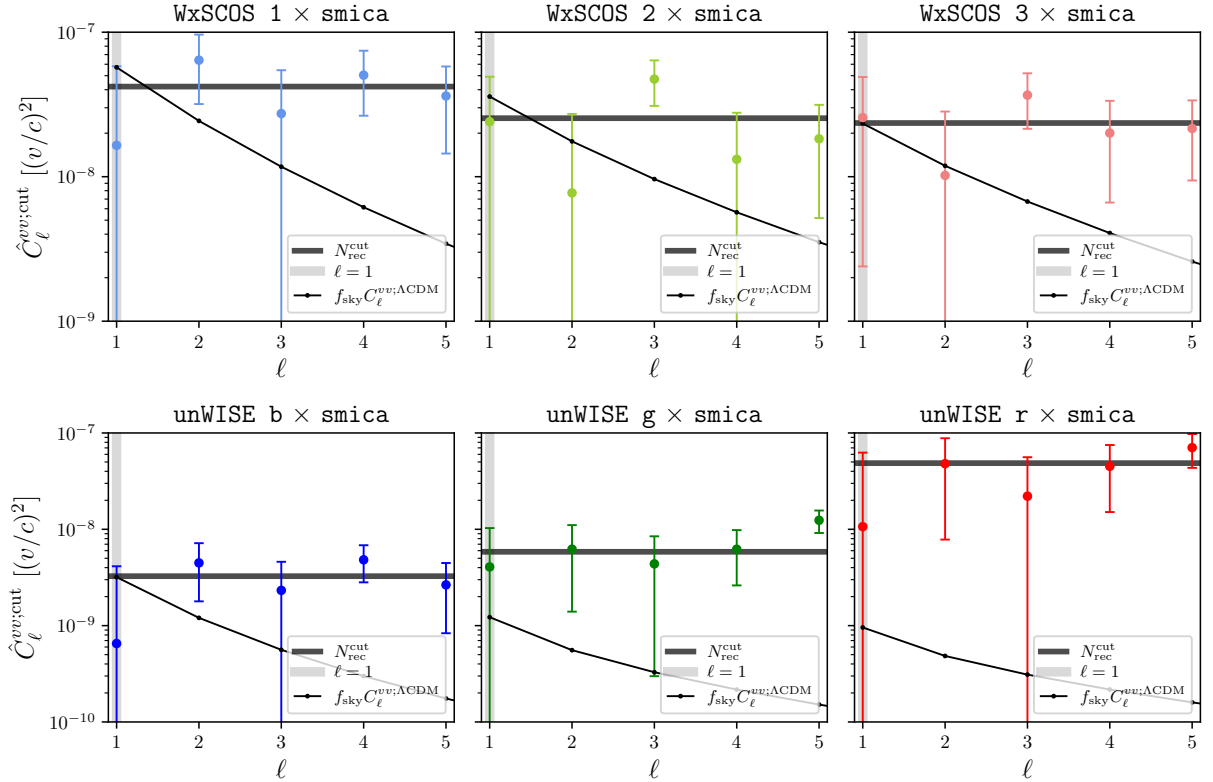 WxSCOS 1 × smica
WxSCOS 2 × smica
WxSCOS 3 × smica
Ĉ_ℓ^{vv;cut} [(v/c)²]
10⁻⁷
10⁻⁸
10⁻⁹
N_rec^cut
ℓ = 1
f_sky C_ℓ^{vv;ΛCDM}
1 2 3 4 5
ℓ
N_rec^cut
ℓ = 1
f_sky C_ℓ^{vv;ΛCDM}
1 2 3 4 5
ℓ
N_rec^cut
ℓ = 1
f_sky C_ℓ^{vv;ΛCDM}
1 2 3 4 5
ℓ
unWISE b × smica
unWISE g × smica
unWISE r × smica
Ĉ_ℓ^{vv;cut} [(v/c)²]
10⁻⁷
10⁻⁸
10⁻⁹
10⁻¹⁰
N_rec^cut
ℓ = 1
f_sky C_ℓ^{vv;ΛCDM}
1 2 3 4 5
ℓ
N_rec^cut
ℓ = 1
f_sky C_ℓ^{vv;ΛCDM}
1 2 3 4 5
ℓ
N_rec^cut
ℓ = 1
f_sky C_ℓ^{vv;ΛCDM}
1 2 3 4 5
ℓ